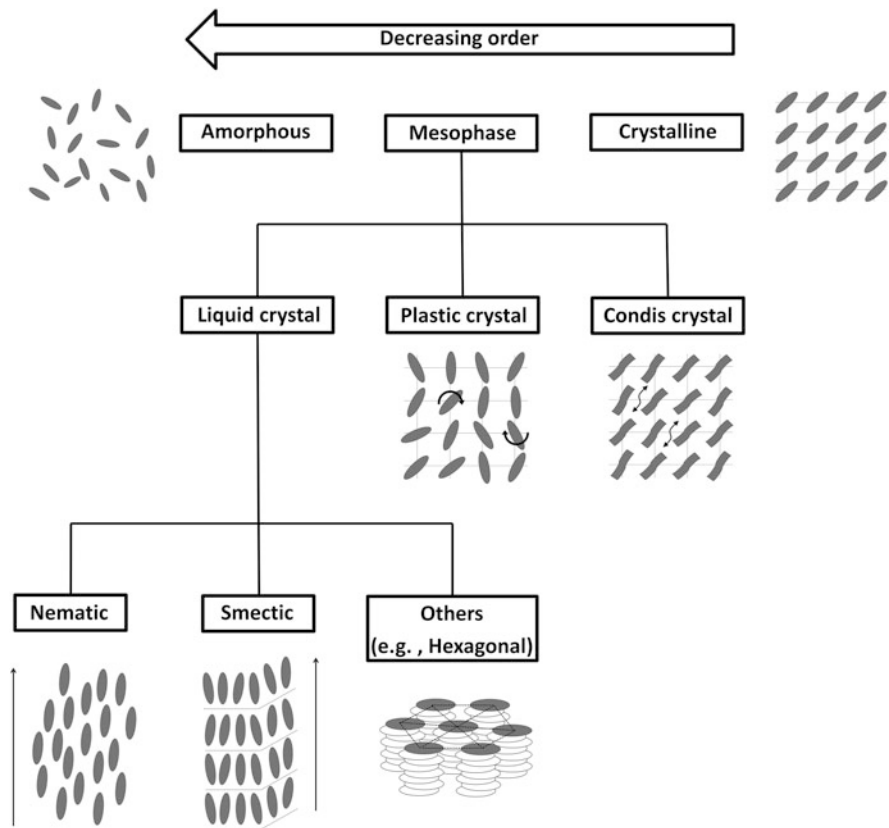 Decreasing order
Amorphous
Mesophase
Crystalline
Liquid crystal
Plastic crystal
Condis crystal
Nematic
Smectic
Others
(e.g. , Hexagonal)